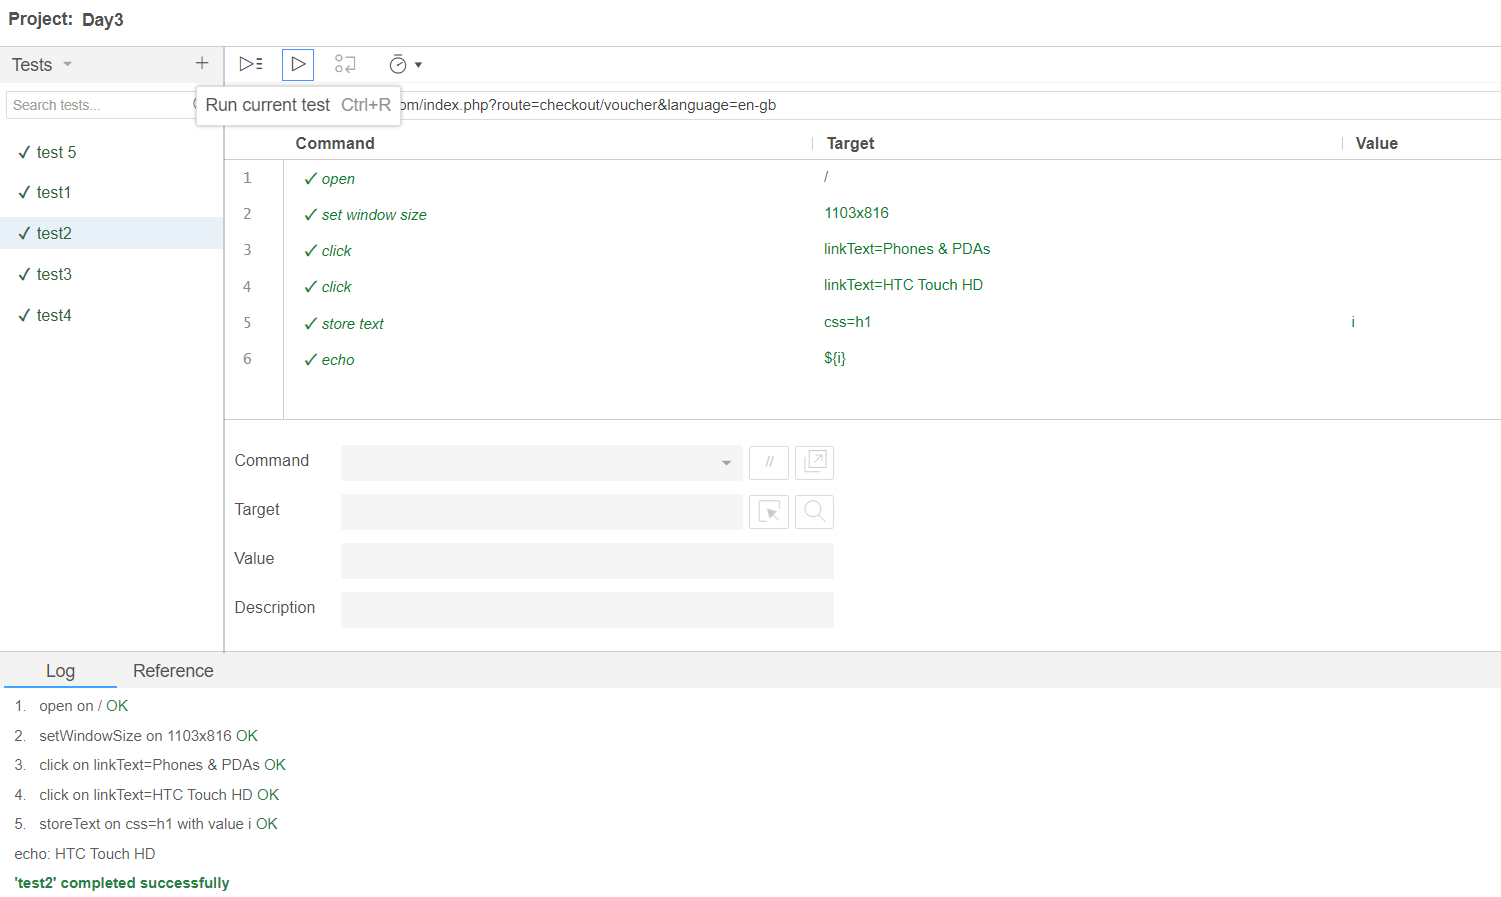 Project: Day3
Tests
Search tests...
Run current test Ctrl+R
om/index.php?route=checkout/voucher&language=en-gb
✓ test 5
✓ test1
✓ test2
✓ test3
✓ test4
Command Target Value
1 ✓ open /
2 ✓ set window size 1103x816
3 ✓ click linkText=Phones & PDAs
4 ✓ click linkText=HTC Touch HD
5 ✓ store text css=h1 i
6 ✓ echo ${i}
Command //
Target
Value
Description
Log Reference
1. open on / OK
2. setWindowSize on 1103x816 OK
3. click on linkText=Phones & PDAs OK
4. click on linkText=HTC Touch HD OK
5. storeText on css=h1 with value i OK
echo: HTC Touch HD
'test2' completed successfully